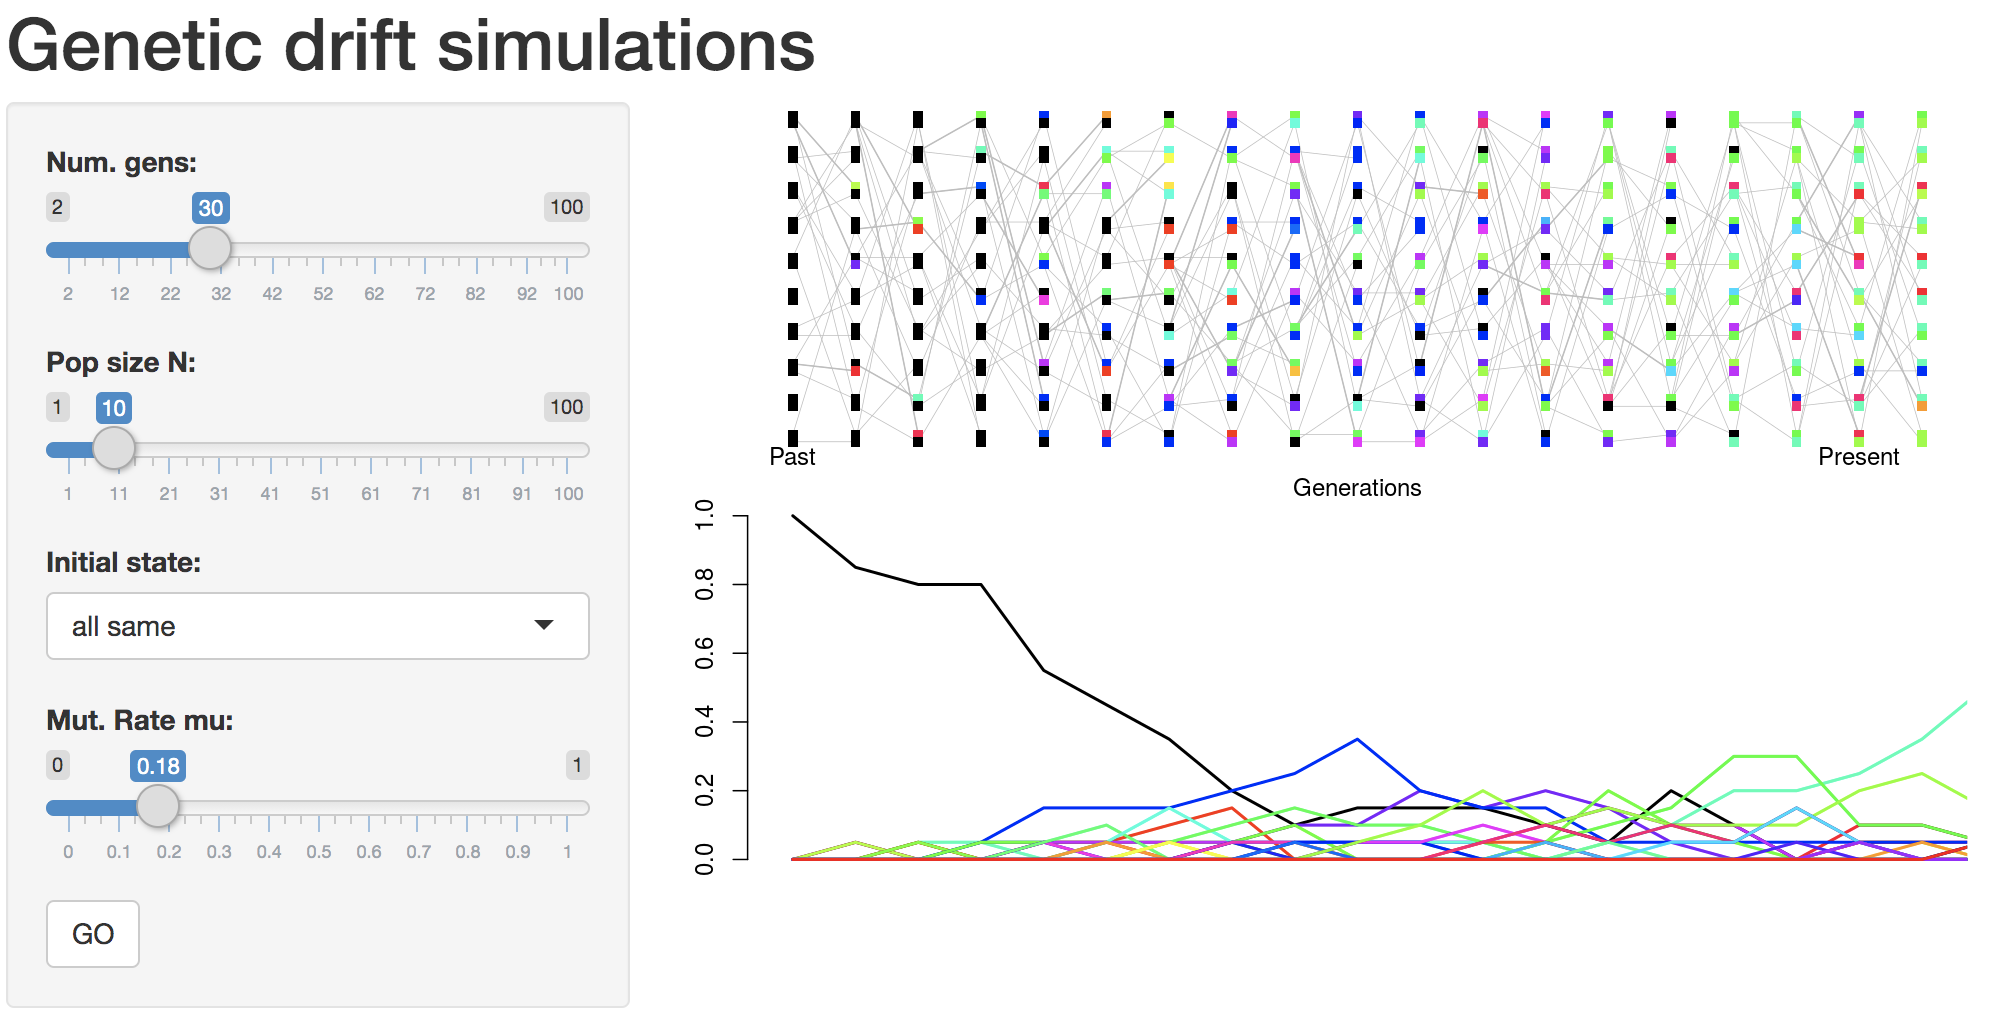 Genetic drift simulations
Num. gens:
2 30 100
2 12 22 32 42 52 62 72 82 92 100
Pop size N:
1 10 100
1 11 21 31 41 51 61 71 81 91 100
Initial state:
all same
Mut. Rate mu:
0 0.18 1
0 0.1 0.2 0.3 0.4 0.5 0.6 0.7 0.8 0.9 1
GO
Past Present
Generations
1.0
0.8
0.6
0.4
0.2
0.0